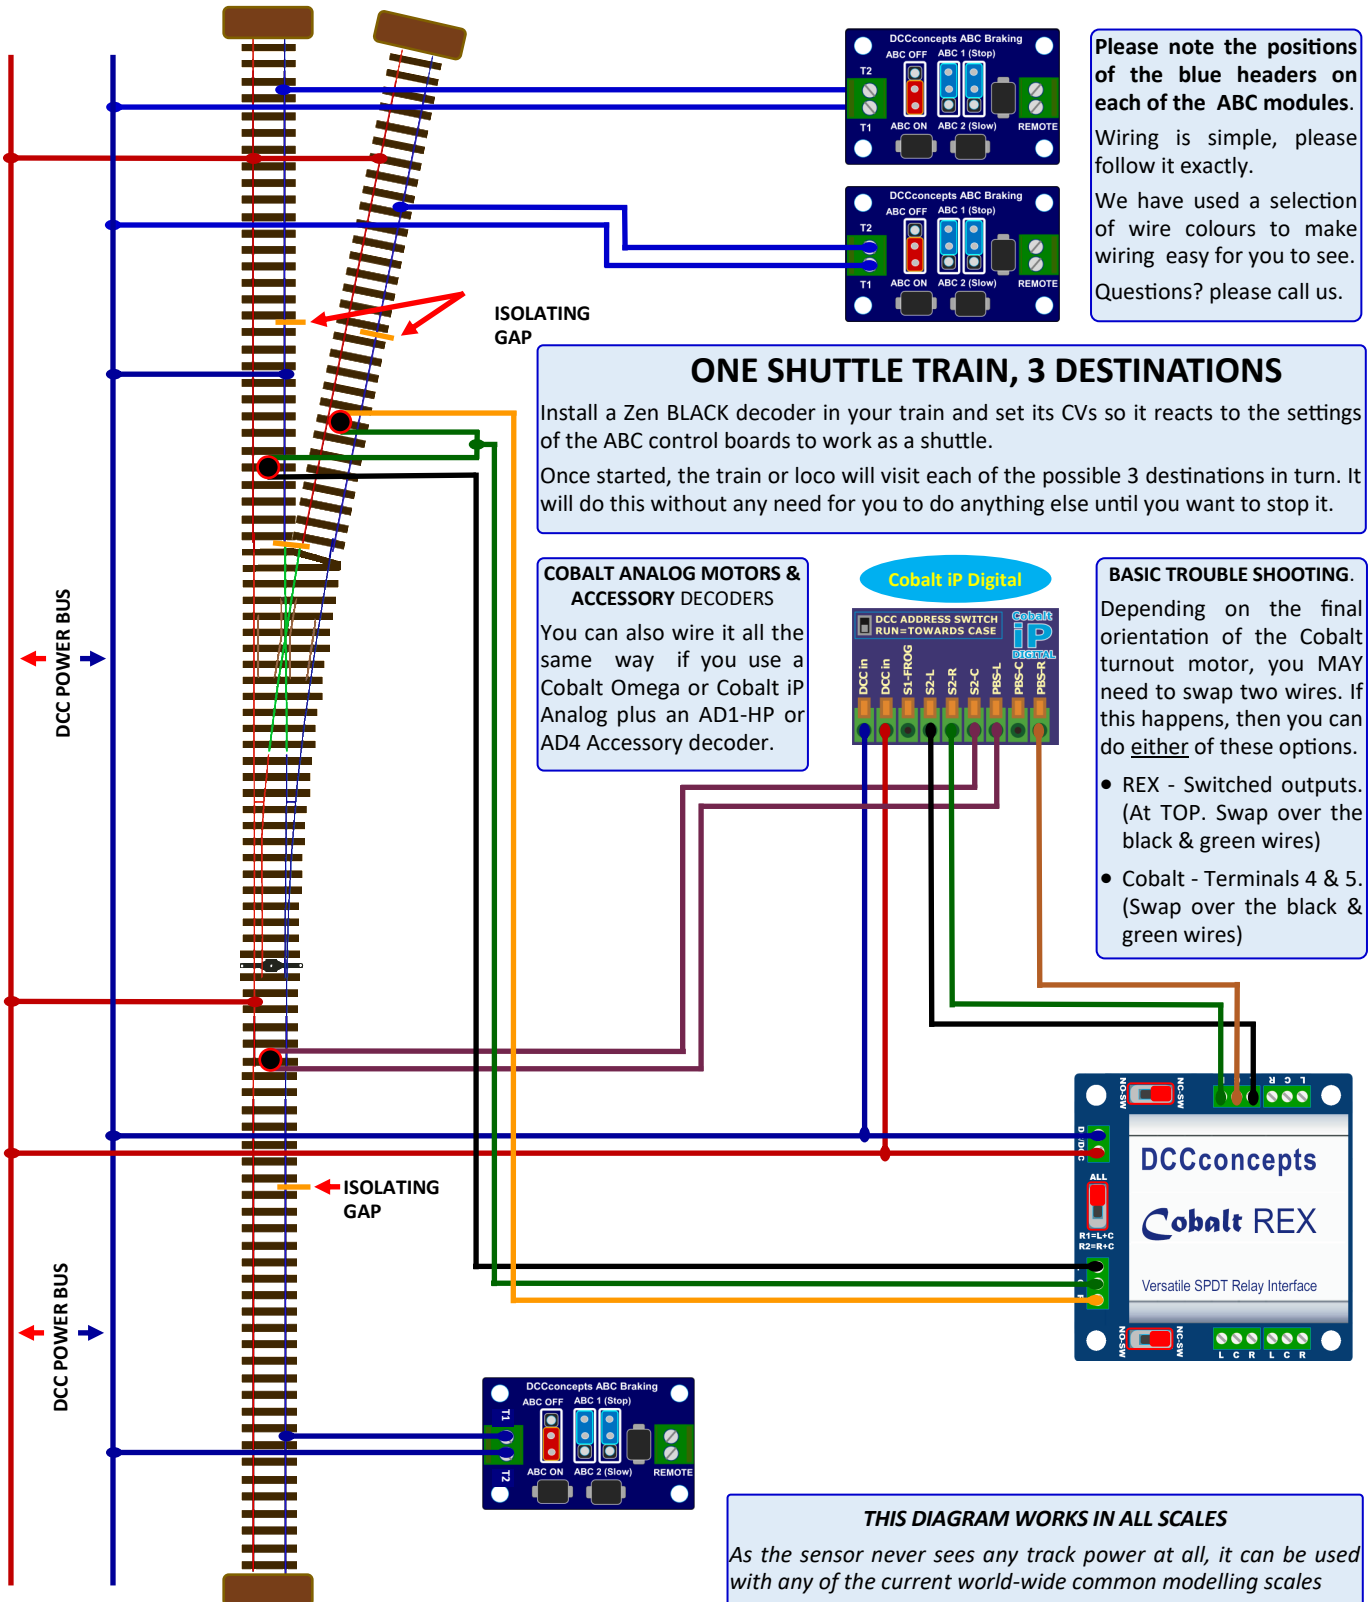 DCCconcepts ABC Braking
ABC OFF ABC 1 (Stop)
T2
T1
ABC ON ABC 2 (Slow) REMOTE
DCCconcepts ABC Braking
ABC OFF ABC 1 (Stop)
T2
T1
ABC ON ABC 2 (Slow) REMOTE
Please note the positions
of the blue headers on
each of the ABC modules.
Wiring is simple, please
follow it exactly.
We have used a selection
of wire colours to make
wiring easy for you to see.
Questions? please call us.
ISOLATING
GAP
ONE SHUTTLE TRAIN, 3 DESTINATIONS
Install a Zen BLACK decoder in your train and set its CVs so it reacts to the settings
of the ABC control boards to work as a shuttle.
Once started, the train or loco will visit each of the possible 3 destinations in turn. It
will do this without any need for you to do anything else until you want to stop it.
COBALT ANALOG MOTORS &
ACCESSORY DECODERS
You can also wire it all the
same way if you use a
Cobalt Omega or Cobalt iP
Analog plus an AD1-HP or
AD4 Accessory decoder.
Cobalt iP Digital
DCC ADDRESS SWITCH
RUN=TOWARDS CASE
Cobalt
iP
DIGITAL
DCC in
DCC in
S1-FROG
S2-L
S2-R
S2-C
PBS-L
PBS-C
PBS-R
BASIC TROUBLE SHOOTING.
Depending on the final
orientation of the Cobalt
turnout motor, you MAY
need to swap two wires. If
this happens, then you can
do either of these options.
• REX - Switched outputs.
(At TOP. Swap over the
black & green wires)
• Cobalt - Terminals 4 & 5.
(Swap over the black &
green wires)
DCC POWER BUS
ISOLATING
GAP
DCC POWER BUS
NO-SW
NC-SW
R C L
ALL
R1=L+C
R2=R+C
DCCconcepts
Cobalt REX
Versatile SPDT Relay Interface
NO-SW
NC-SW
L C R L C R
DCCconcepts ABC Braking
ABC OFF ABC 1 (Stop)
T1
T2
ABC ON ABC 2 (Slow) REMOTE
THIS DIAGRAM WORKS IN ALL SCALES
As the sensor never sees any track power at all, it can be used
with any of the current world-wide common modelling scales